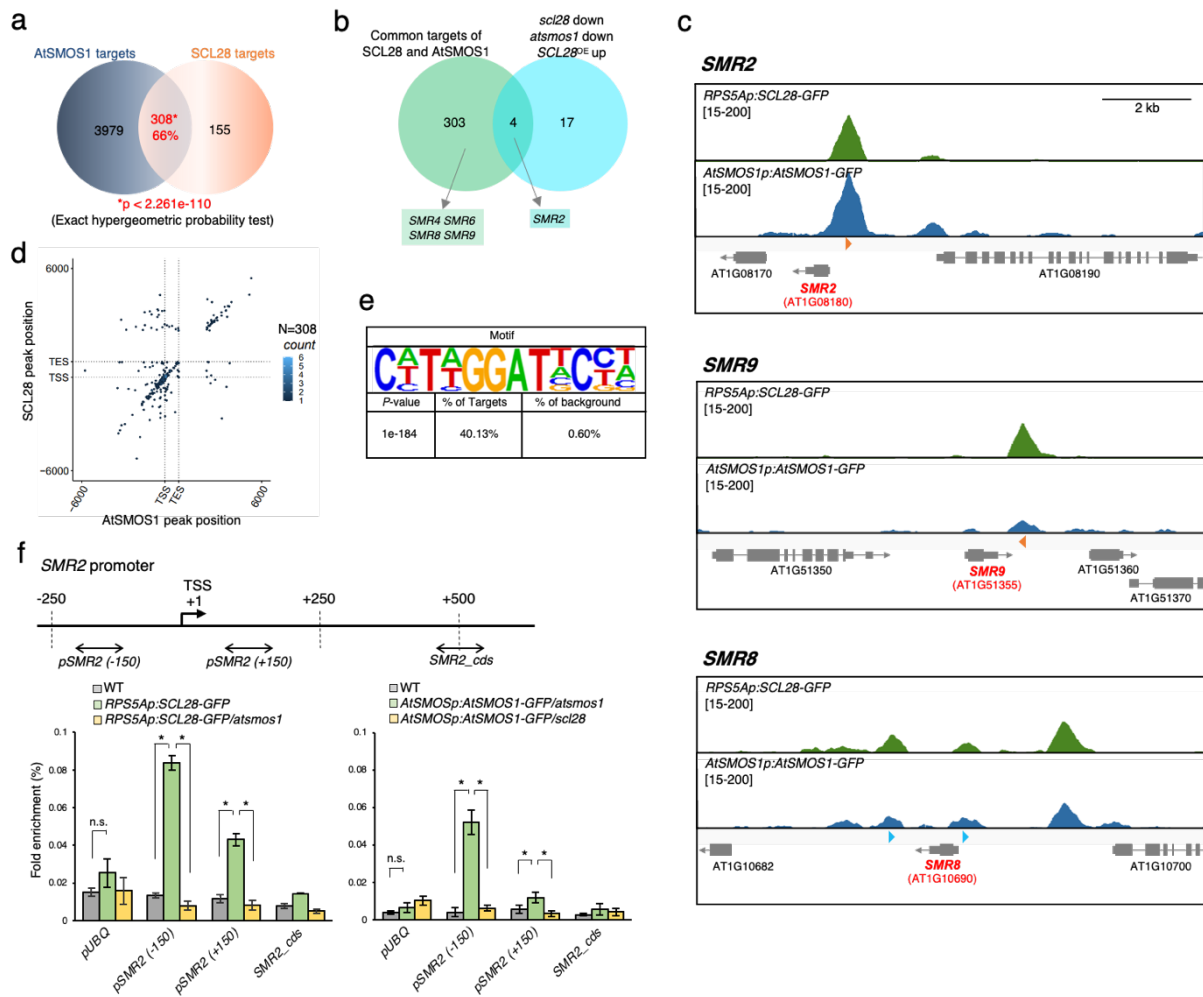 a
AtSMOS1 targets
SCL28 targets
3979
308*
66%
155
*p < 2.261e-110
(Exact hypergeometric probability test)
b
Common targets of
SCL28 and AtSMOS1
scl28 down
atsmos1 down
SCL28OE up
303
4
17
SMR4 SMR6
SMR8 SMR9
SMR2
c
SMR2
RPS5Ap:SCL28-GFP
[15-200]
2 kb
AtSMOS1p:AtSMOS1-GFP
[15-200]
AT1G08170
SMR2
(AT1G08180)
AT1G08190
SMR9
RPS5Ap:SCL28-GFP
[15-200]
AtSMOS1p:AtSMOS1-GFP
[15-200]
AT1G51350
SMR9
(AT1G51355)
AT1G51360
AT1G51370
SMR8
RPS5Ap:SCL28-GFP
[15-200]
AtSMOS1p:AtSMOS1-GFP
[15-200]
AT1G10682
SMR8
(AT1G10690)
AT1G10700
d
6000
TES
TSS
-6000
SCL28 peak position
-6000
TSS
TES
6000
AtSMOS1 peak position
N=308
count
6
5
4
3
2
1
e
Motif
P-value
% of Targets
% of background
1e-184
40.13%
0.60%
f
SMR2 promoter
-250
TSS
+1
+250
+500
pSMR2 (-150)
pSMR2 (+150)
SMR2_cds
WT
RPS5Ap:SCL28-GFP
RPS5Ap:SCL28-GFP/atsmos1
Fold enrichment (%)
0.1
0.08
0.06
0.04
0.02
0
n.s.
* *
* *
pUBQ
pSMR2 (-150)
pSMR2 (+150)
SMR2_cds
WT
AtSMOSp:AtSMOS1-GFP/atsmos1
AtSMOSp:AtSMOS1-GFP/scl28
0.1
0.08
0.06
0.04
0.02
0
n.s.
* *
* *
pUBQ
pSMR2 (-150)
pSMR2 (+150)
SMR2_cds